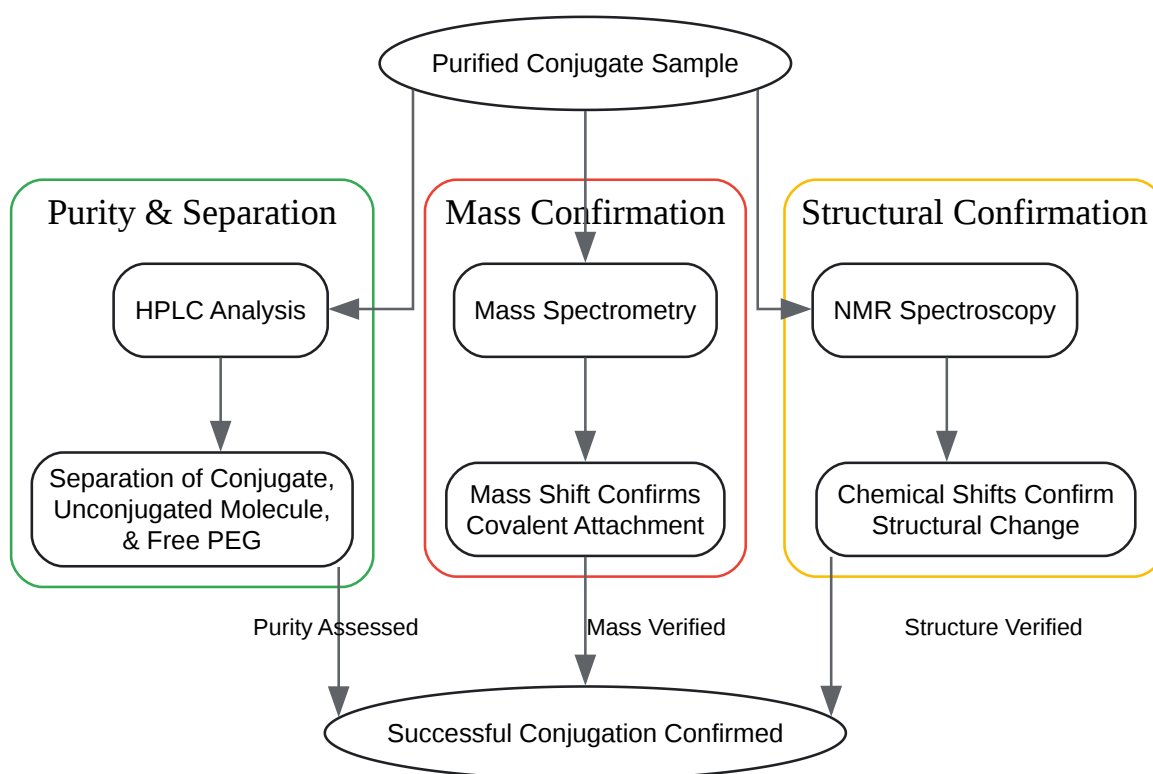 Purified Conjugate Sample
Purity & Separation
Mass Confirmation
Structural Confirmation
HPLC Analysis
Mass Spectrometry
NMR Spectroscopy
Separation of Conjugate,
Unconjugated Molecule,
& Free PEG
Mass Shift Confirms
Covalent Attachment
Chemical Shifts Confirm
Structural Change
Purity Assessed
Mass Verified
Structure Verified
Successful Conjugation Confirmed